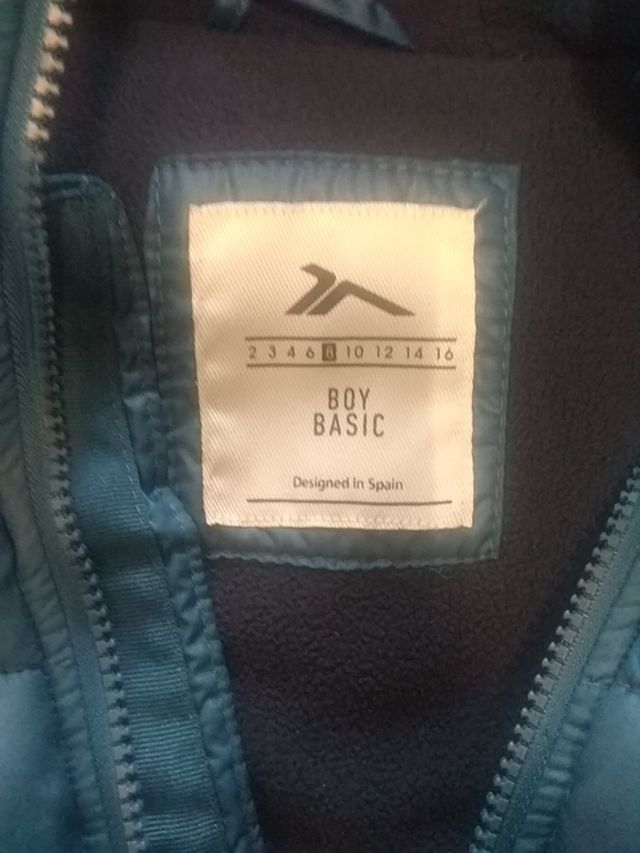 2 3 4 6 8 10 12 14 16
BOY
BASIC
Designed in Spain